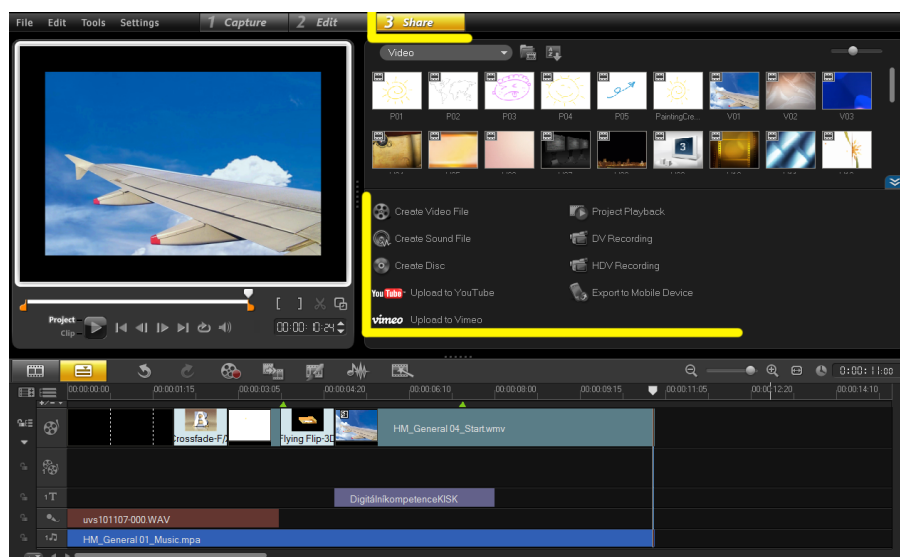 File Edit Tools Settings 1 Capture 2 Edit 3 Share
Video
P01 P02 P03 P04 P05 PaintingCre... V01 V02 V03
3
Create Video File Project Playback
Create Sound File DV Recording
Create Disc HDV Recording
You Tube Upload to YouTube Export to Mobile Device
vimeo Upload to Vimeo
Project
Clip
[ ]
00:00: 10:24
0:00: 11:00
00:00:00:00 00:00:01:15 00:00:03:05 00:00:04:20 00:00:06:10 00:00:08:00 00:00:09:15 00:00:11:05 00:00:12:20 00:00:14:10
Crossfade-F/ Flying Flip-3D HM_General 04_Start.wmv
1T DigitálníkompetenceKISK
uvs101107-000.WAV
HM_General 01_Music.mpa